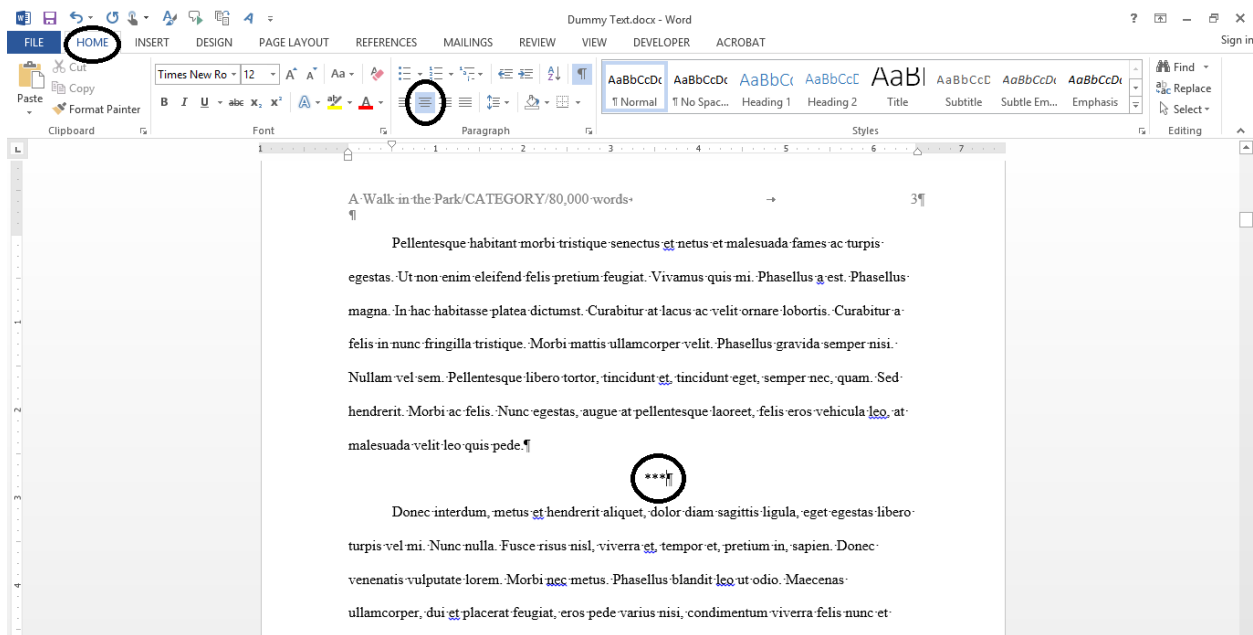 Dummy Text.docx - Word
FILE HOME INSERT DESIGN PAGE LAYOUT REFERENCES MAILINGS REVIEW VIEW DEVELOPER ACROBAT Sign in
Paste
Cut
Copy
Format Painter
Clipboard
Times New Ro 12
Font
Paragraph
AaBbCcDc AaBbCcDc AaBbCc AaBbCcE AaBl AaBbCcD AaBbCcDc AaBbCcDt
¶ Normal ¶ No Spac... Heading 1 Heading 2 Title Subtitle Subtle Em... Emphasis
Styles
Find
Replace
Select
Editing
1 1 2 3 4 5 6 7
A Walk in the Park/CATEGORY/80,000 words → → 3¶
¶
Pellentesque habitant morbi tristique senectus et netus et malesuada fames ac turpis
egestas. Ut non enim eleifend felis pretium feugiat. Vivamus quis mi. Phasellus a est. Phasellus
magna. In hac habitasse platea dictumst. Curabitur at lacus ac velit ornare lobortis. Curabitur a
felis in nunc fringilla tristique. Morbi mattis ullamcorper velit. Phasellus gravida semper nisi.
Nullam vel sem. Pellentesque libero tortor, tincidunt et, tincidunt eget, semper nec, quam. Sed
hendrerit. Morbi ac felis. Nunc egestas, augue at pellentesque laoreet, felis eros vehicula leo, at
malesuada velit leo quis pede.¶
***¶
Donec interdum, metus et hendrerit aliquet, dolor diam sagittis ligula, eget egestas libero
turpis vel mi. Nunc nulla. Fusce risus nisl, viverra et, tempor et, pretium in, sapien. Donec
venenatis vulputate lorem. Morbi nec metus. Phasellus blandit leo ut odio. Maecenas
ullamcorper, dui et placerat feugiat, eros pede varius nisi, condimentum viverra felis nunc et